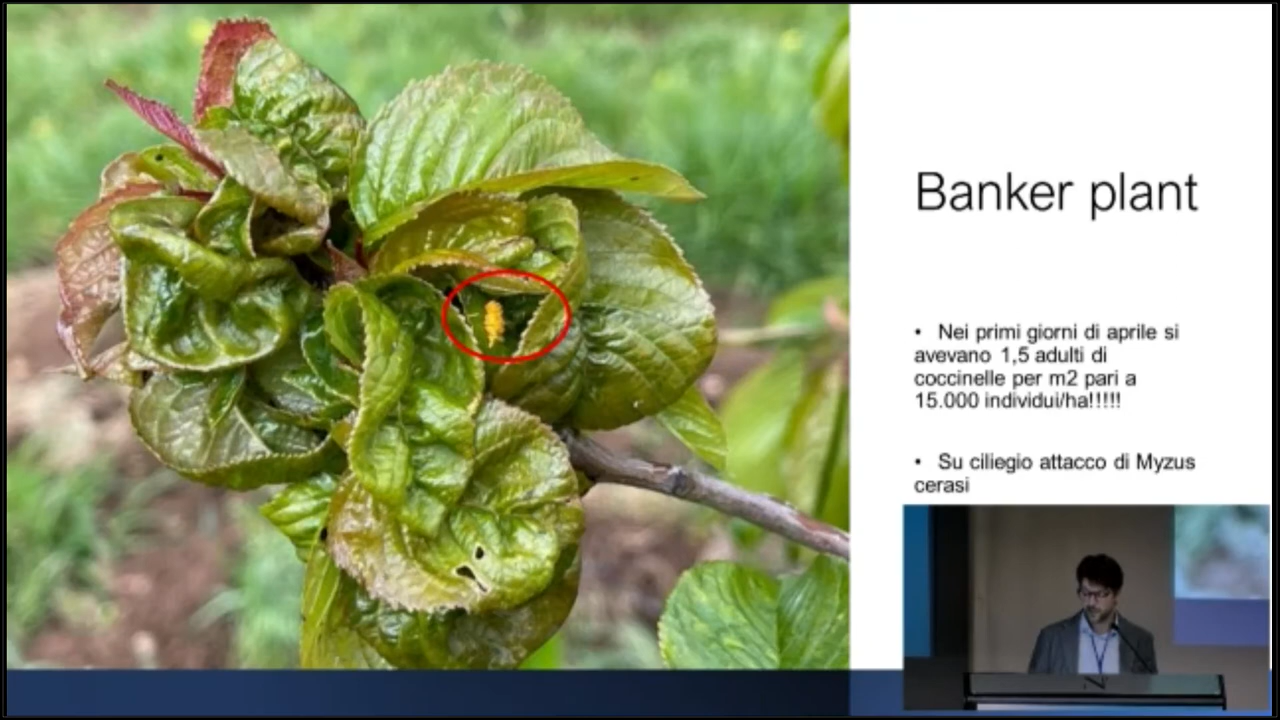 Banker plant
• Nei primi giorni di aprile si
avevano 1,5 adulti di
coccinelle per m2 pari a
15.000 individui/ha!!!!!
• Su ciliegio attacco di Myzus
cerasi